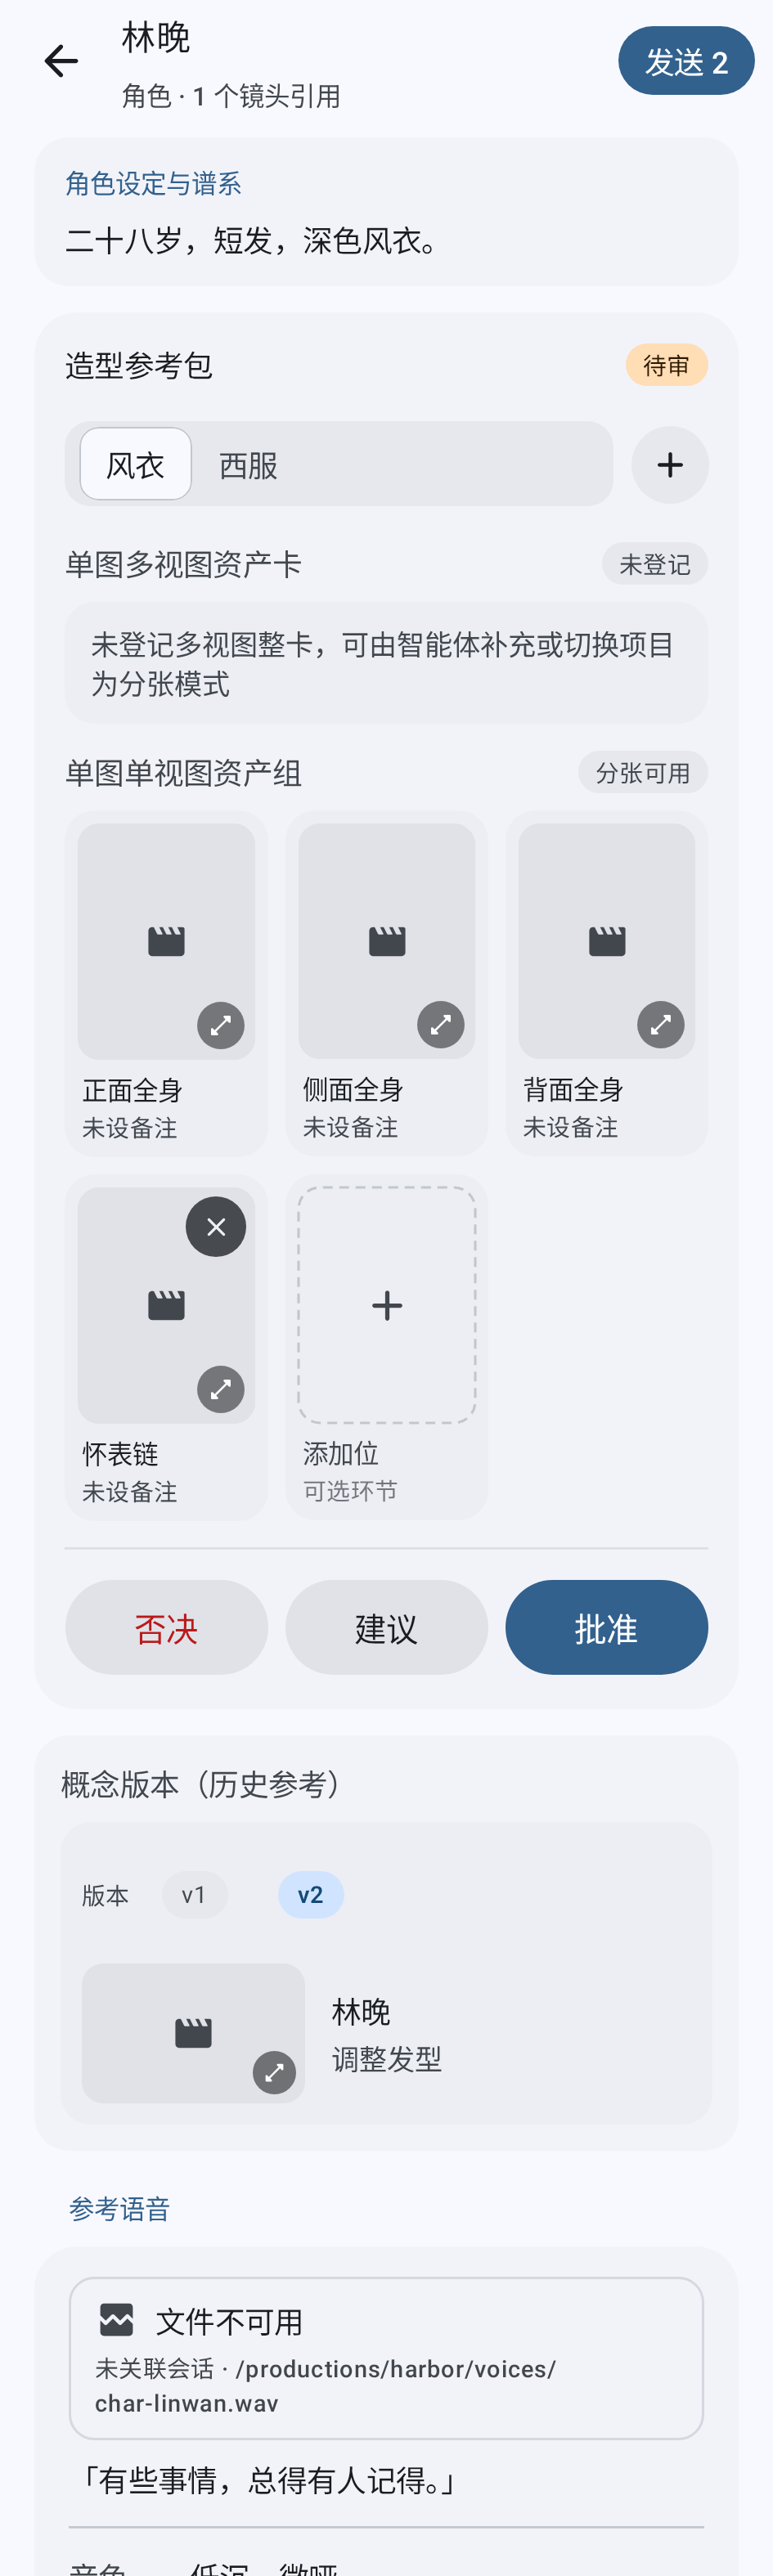 林晚
发送 2
角色 · 1 个镜头引用
角色设定与谱系
二十八岁，短发，深色风衣。
造型参考包
待审
风衣
西服
单图多视图资产卡
未登记
未登记多视图整卡，可由智能体补充或切换项目
为分张模式
单图单视图资产组
分张可用
正面全身
未设备注
侧面全身
未设备注
背面全身
未设备注
怀表链
未设备注
添加位
可选环节
否决
建议
批准
概念版本（历史参考）
版本
v1
v2
林晚
调整发型
参考语音
文件不可用
未关联会话 · /productions/harbor/voices/
char-linwan.wav
「有些事情，总得有人记得。」
音色
低沉、微哑